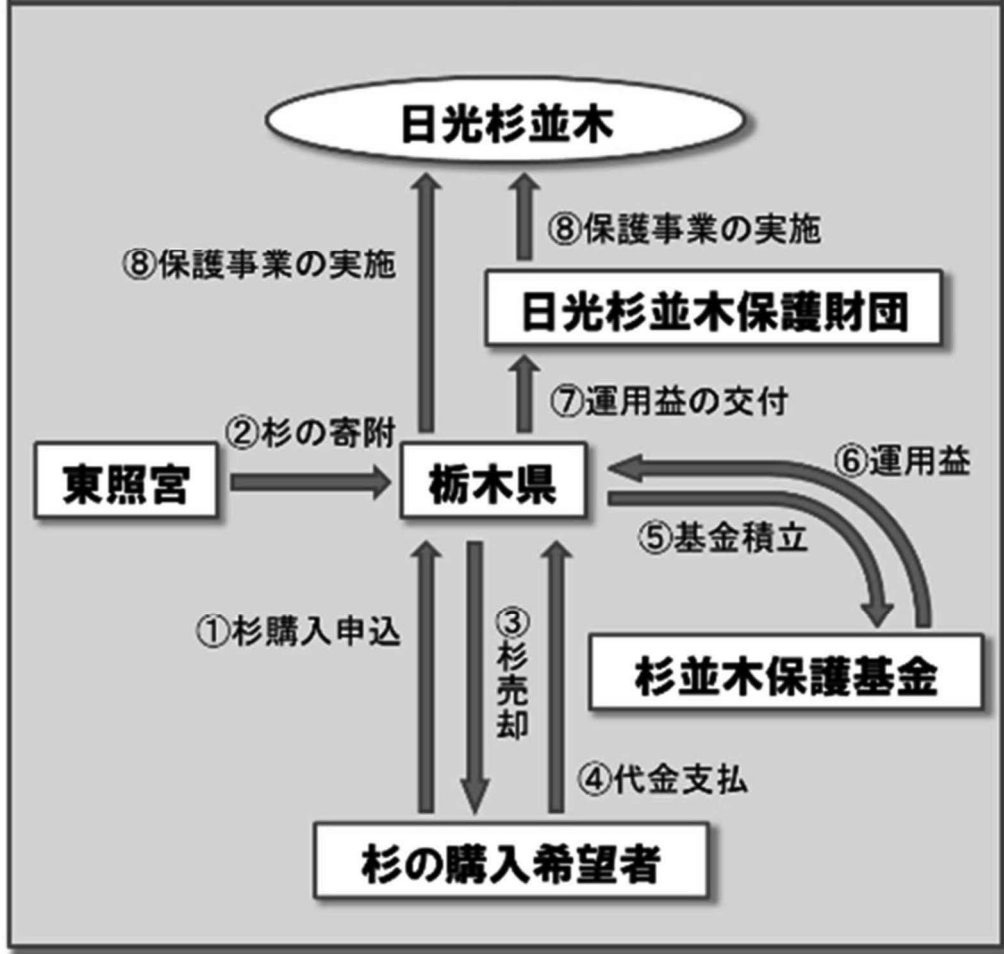 日光杉並木
⑧保護事業の実施
⑧保護事業の実施
日光杉並木保護財団
⑦運用益の交付
②杉の寄附
東照宮
栃木県
⑥運用益
⑤基金積立
①杉購入申込
③杉売却
杉並木保護基金
④代金支払
杉の購入希望者